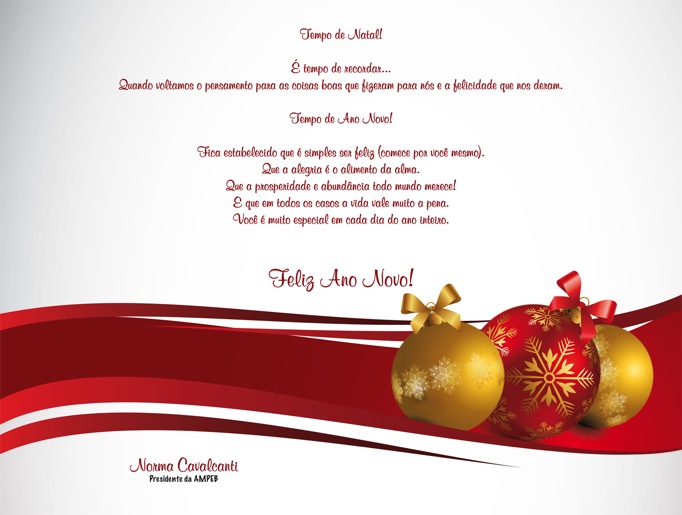 Tempo de Natal!
É tempo de recordar...
Quando voltamos o pensamento para as coisas boas que fizeram para nós e a felicidade que nos deram.
Tempo de Ano Novo!
Fica estabelecido que é simples ser feliz (comece por você mesmo).
Que a alegria é o alimento da alma.
Que a prosperidade e abundância todo mundo merece!
E que em todos os casos a vida vale muito a pena.
Você é muito especial em cada dia do ano inteiro.
Feliz Ano Novo!
Norma Cavalcanti
Presidente da AMPEB